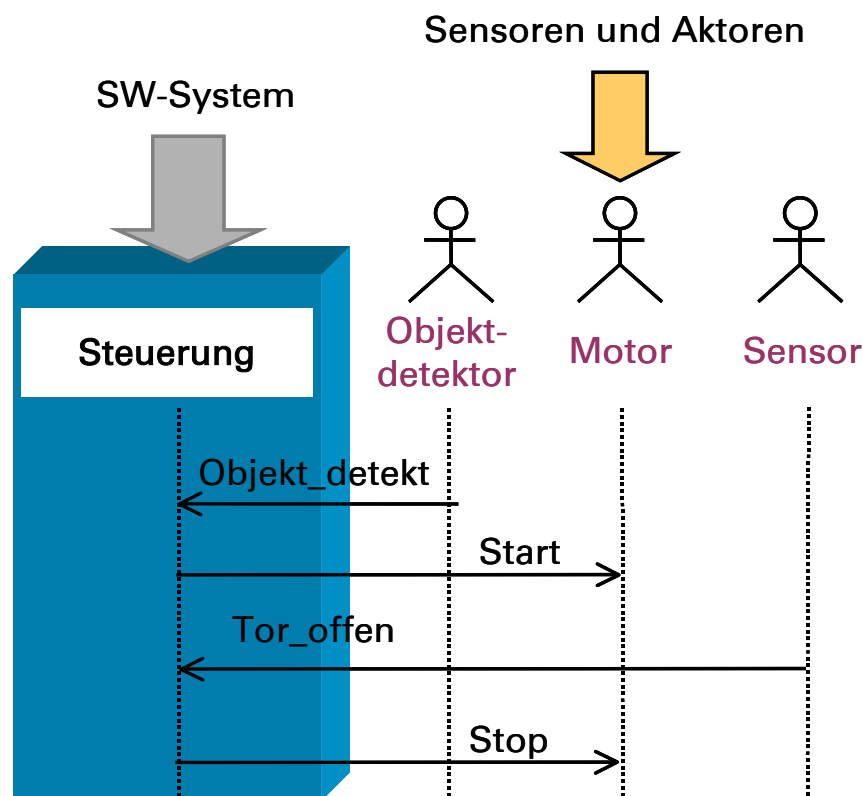 Sensoren und Aktoren
SW-System
Steuerung
Objekt-
detektor
Motor
Sensor
Objekt_detekt
Start
Tor_offen
Stop